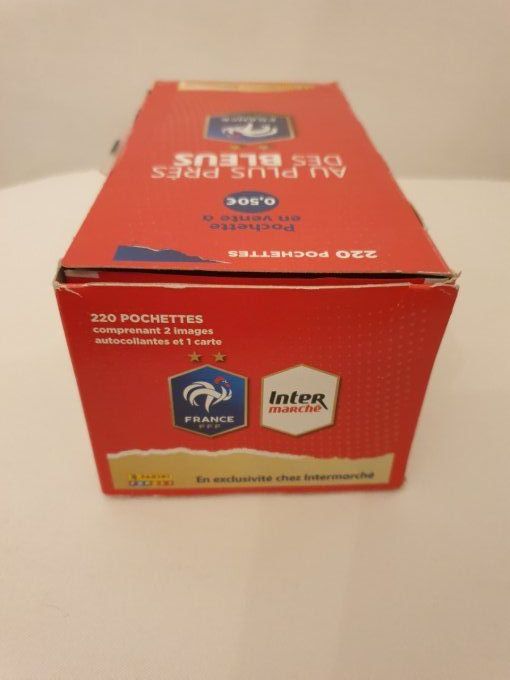 220 POCHETTES
AU PLUS PRÈS
DES BLEUS
Pochette
en vente à
0,50€
220 POCHETTES
comprenant 2 images
autocollantes et 1 carte
FRANCE
FFF
Inter
marché
PANINI
En exclusivité chez Intermarché